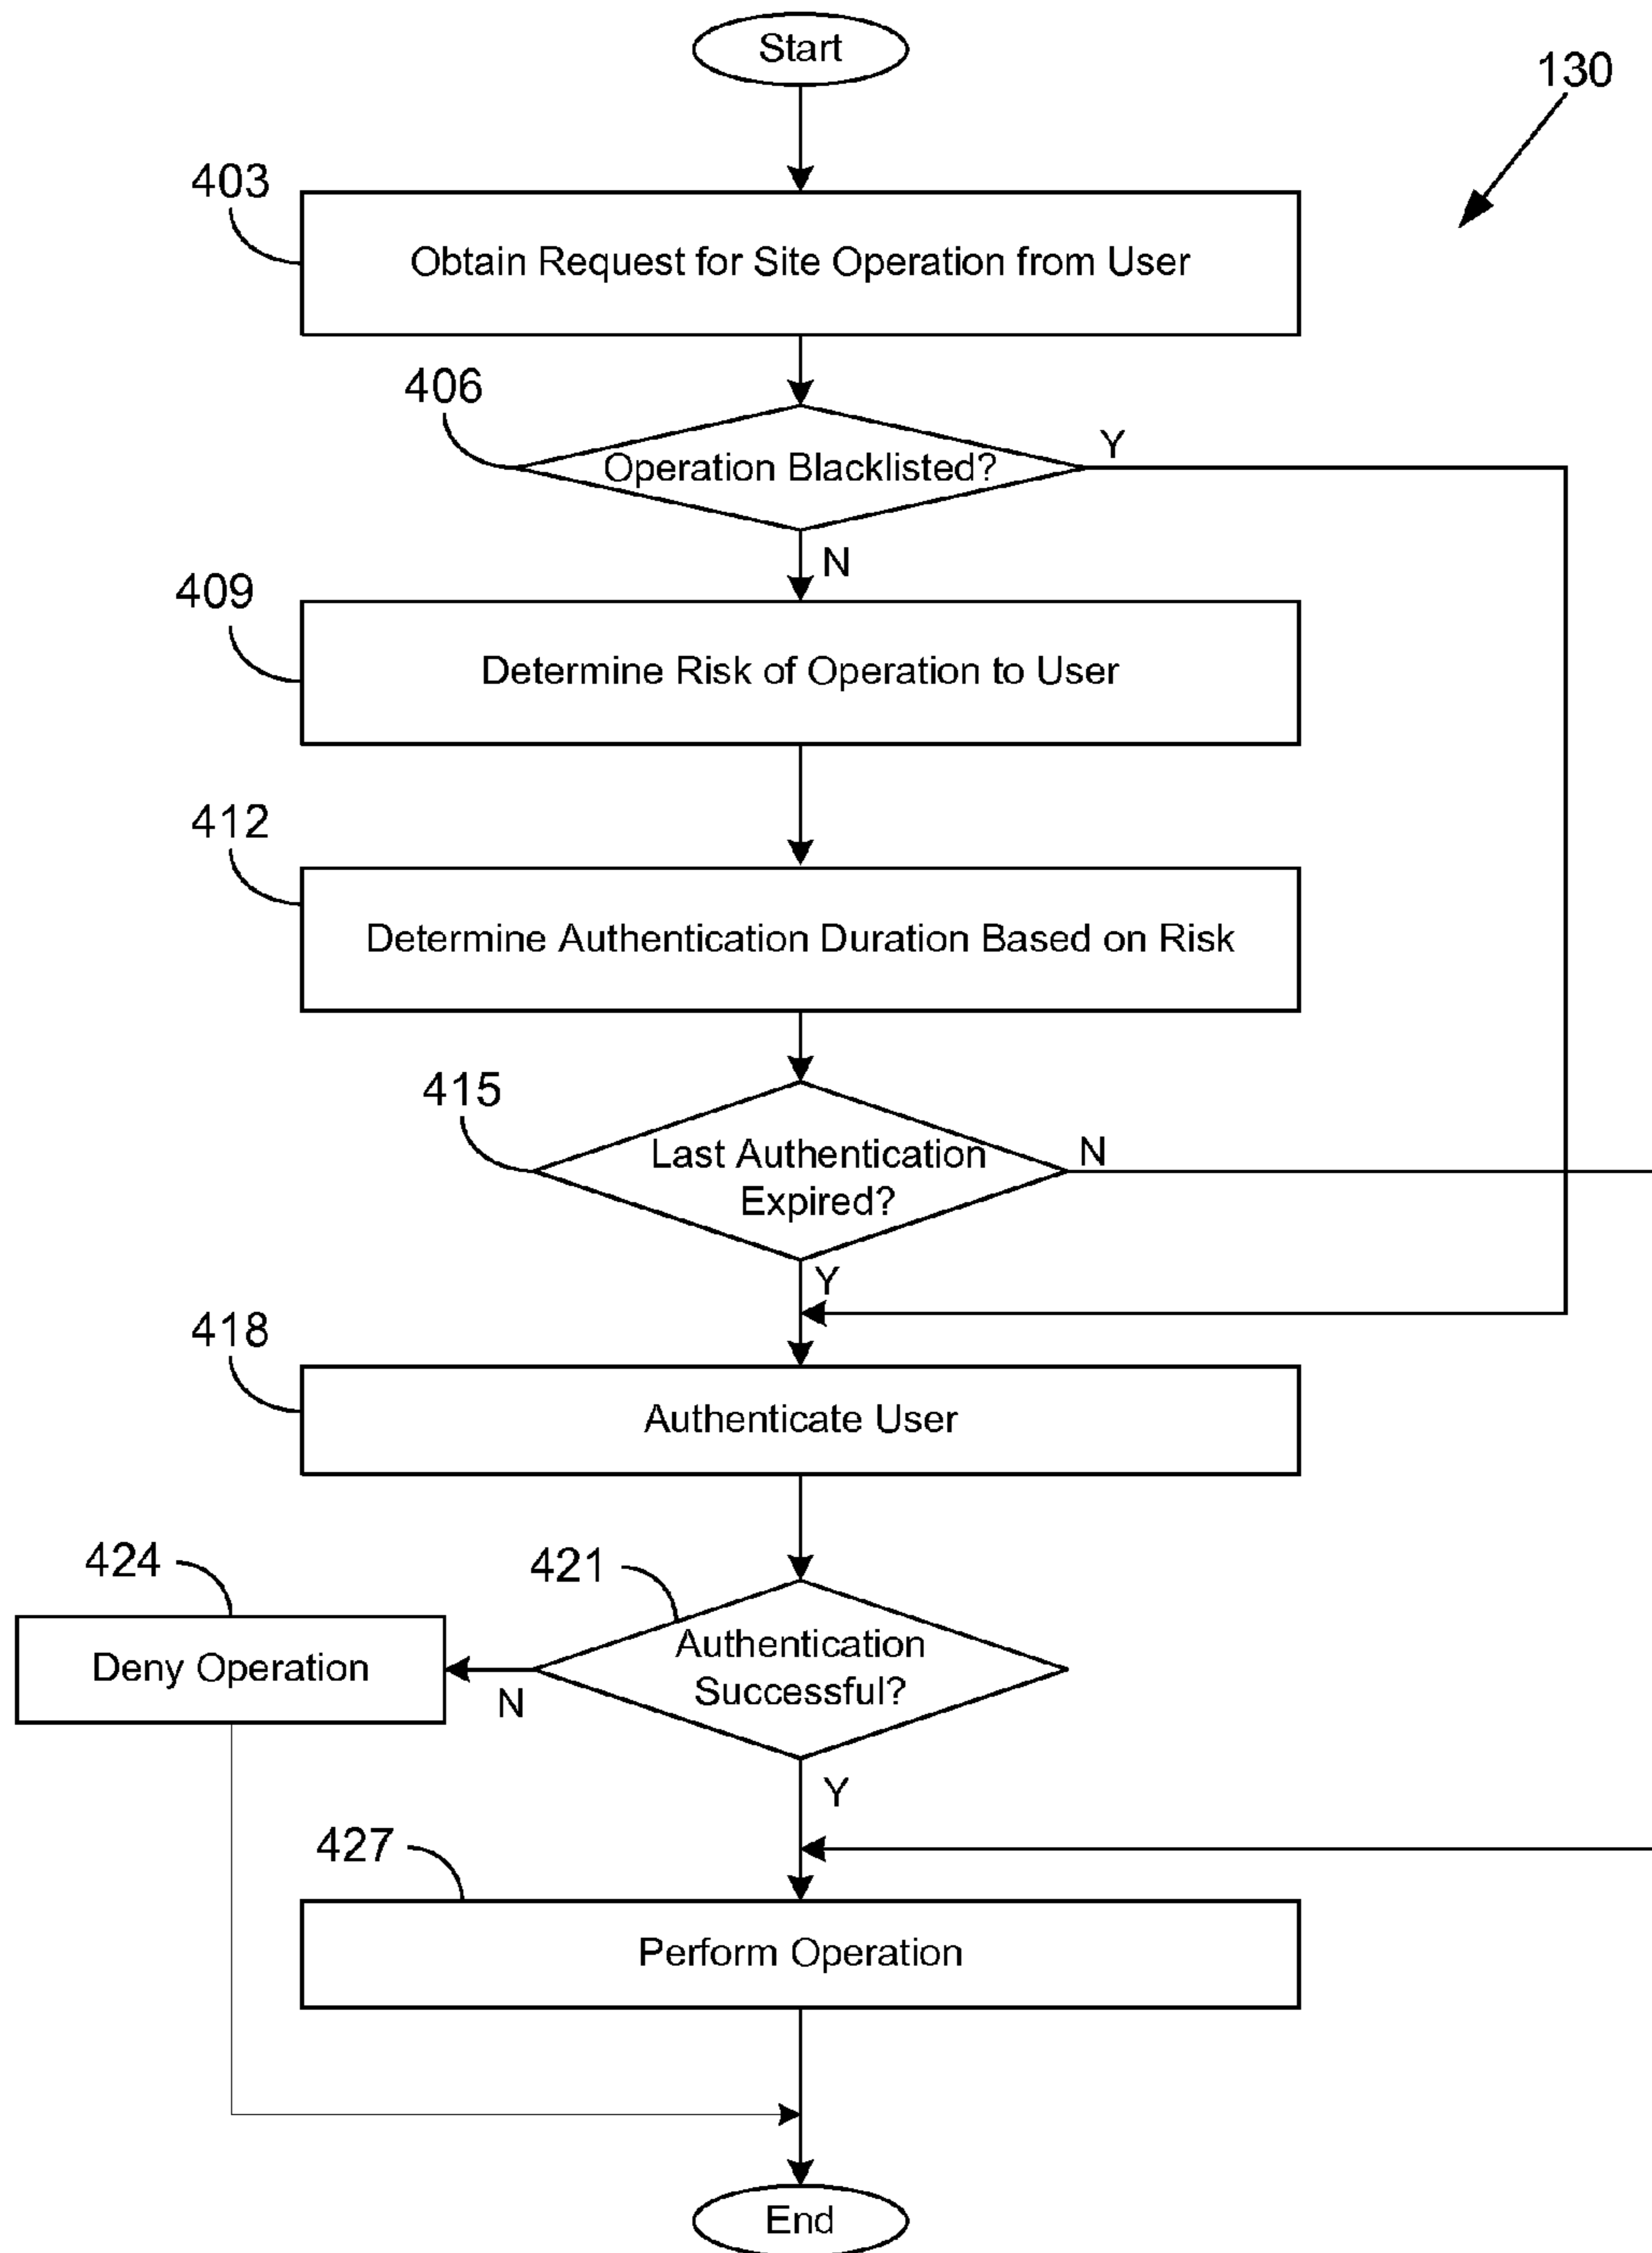 Start
130
403
Obtain Request for Site Operation from User
406
Operation Blacklisted?
Y
N
409
Determine Risk of Operation to User
412
Determine Authentication Duration Based on Risk
415
Last Authentication
Expired?
N
Y
418
Authenticate User
424
421
Authentication
Successful?
Deny Operation
N
Y
427
Perform Operation
End